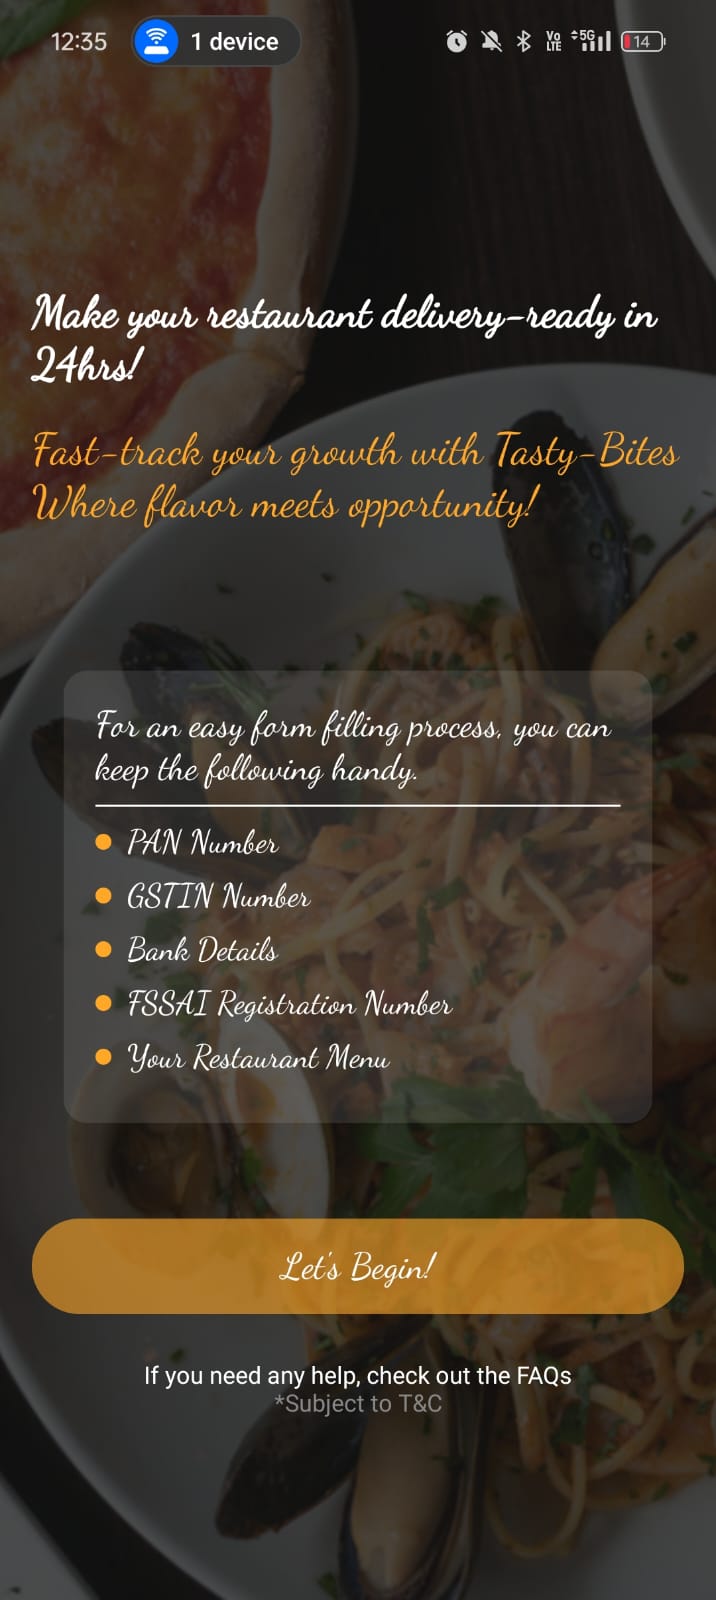 12:35
1 device
Vo
LTE
5G
14
Make your restaurant delivery-ready in
24hrs!
Fast-track your growth with Tasty-Bites
Where flavor meets opportunity!
For an easy form filling process, you can
keep the following handy.
PAN Number
GSTIN Number
Bank Details
FSSAI Registration Number
Your Restaurant Menu
Let's Begin!
If you need any help, check out the FAQs
*Subject to T&C